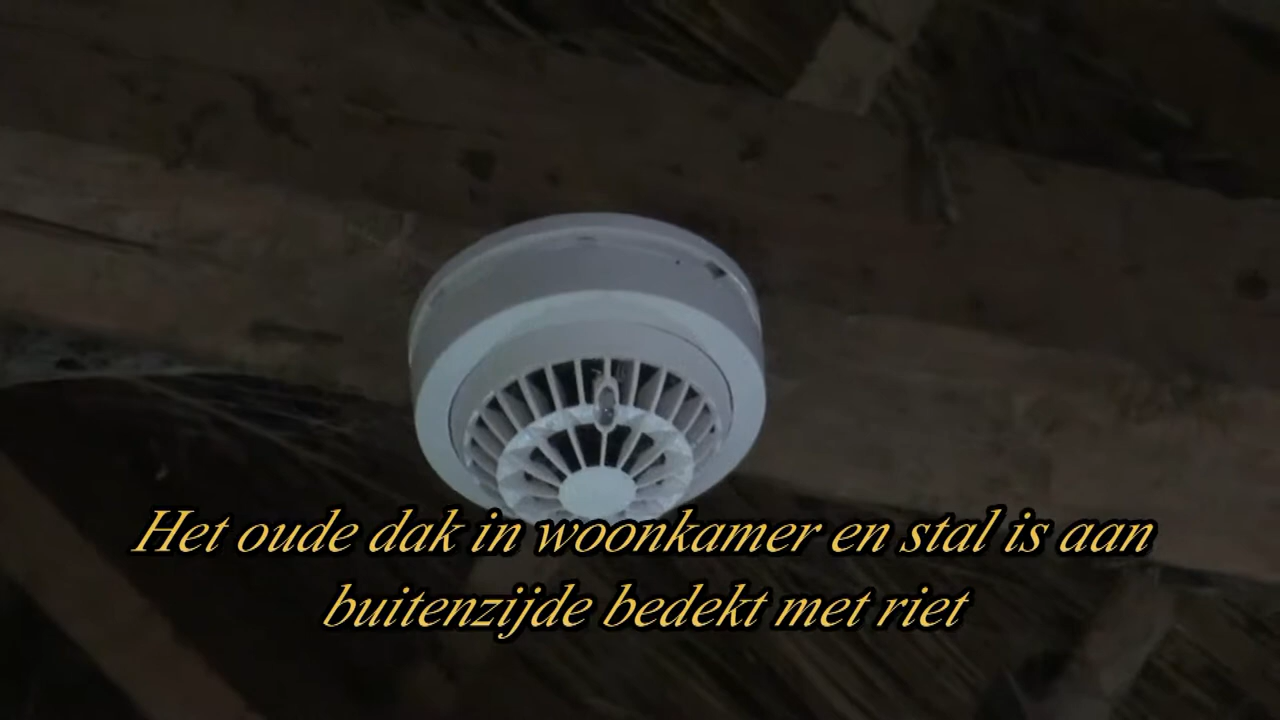 Het oude dak in woonkamer en stal is aan
buitenzijde bedekt met riet